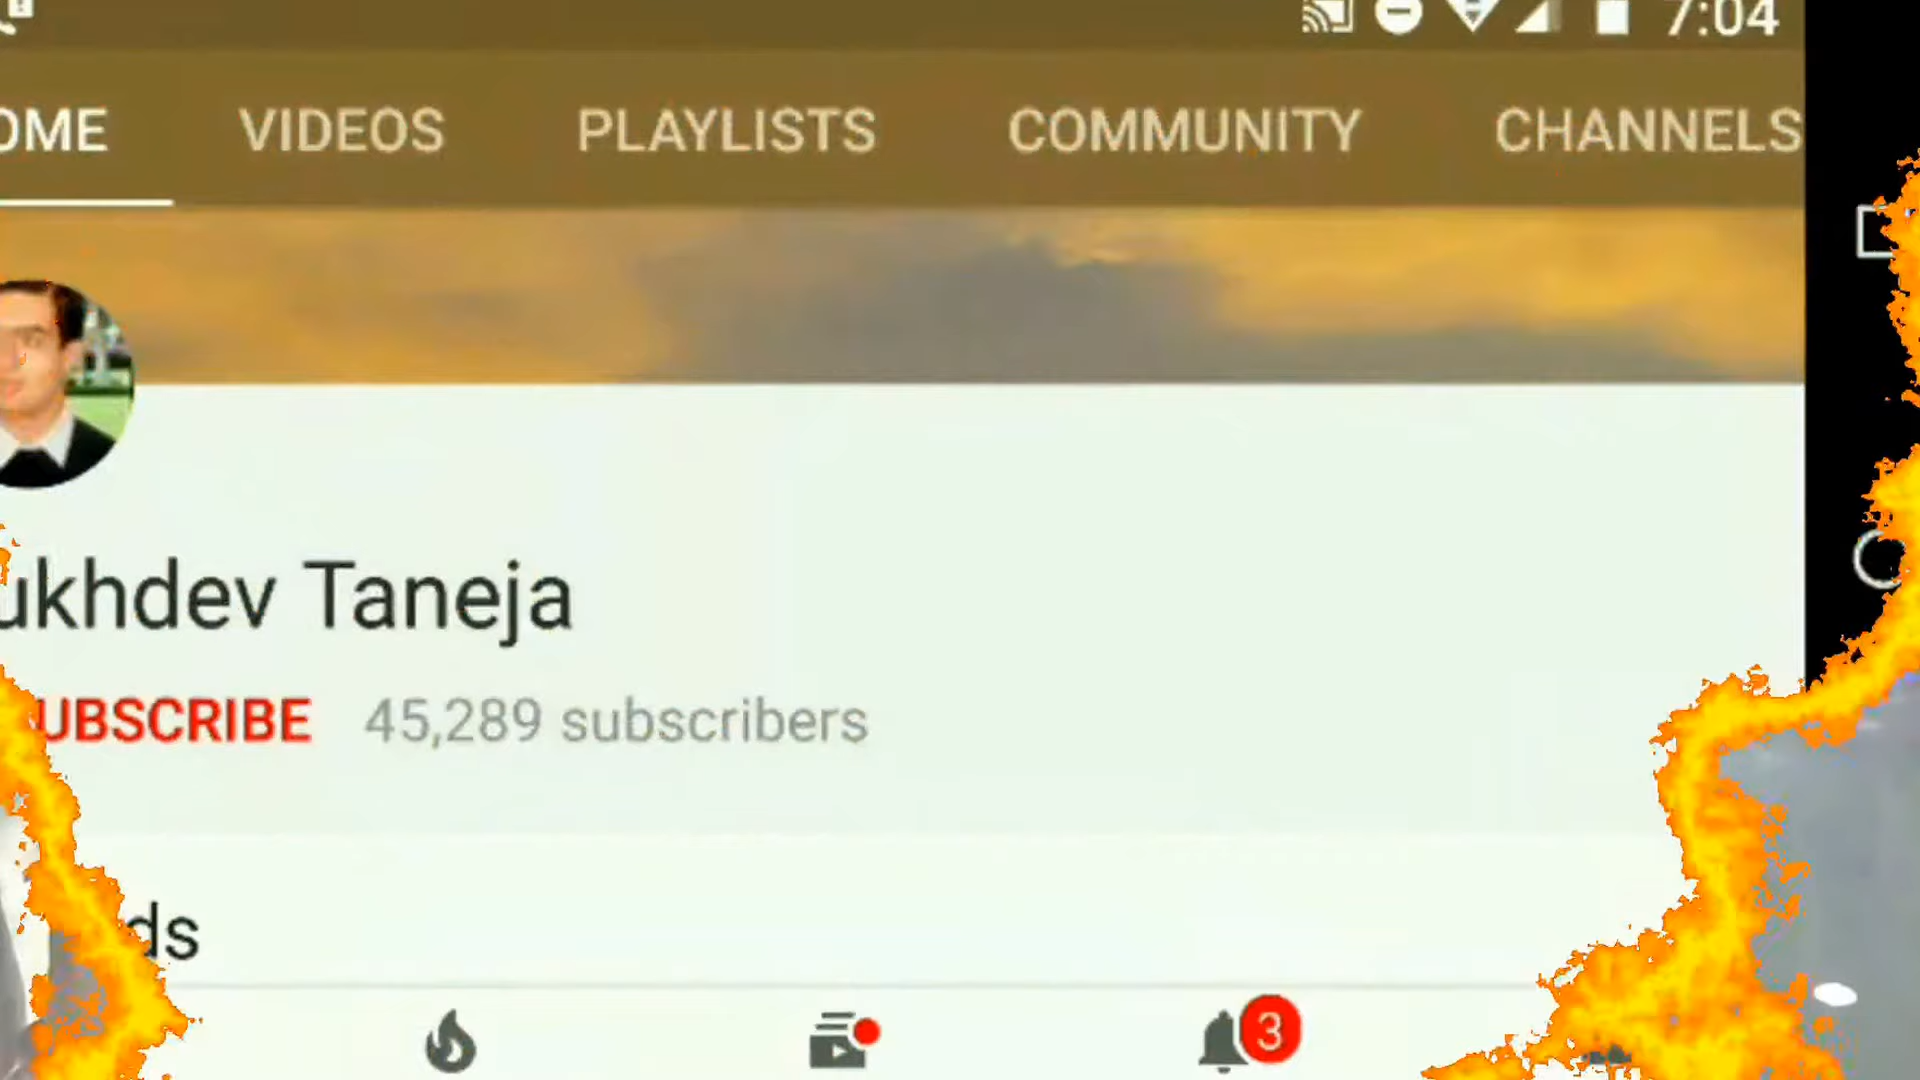 7:04
OME VIDEOS PLAYLISTS COMMUNITY CHANNELS
ukhdev Taneja
UBSCRIBE 45,289 subscribers
ds
3